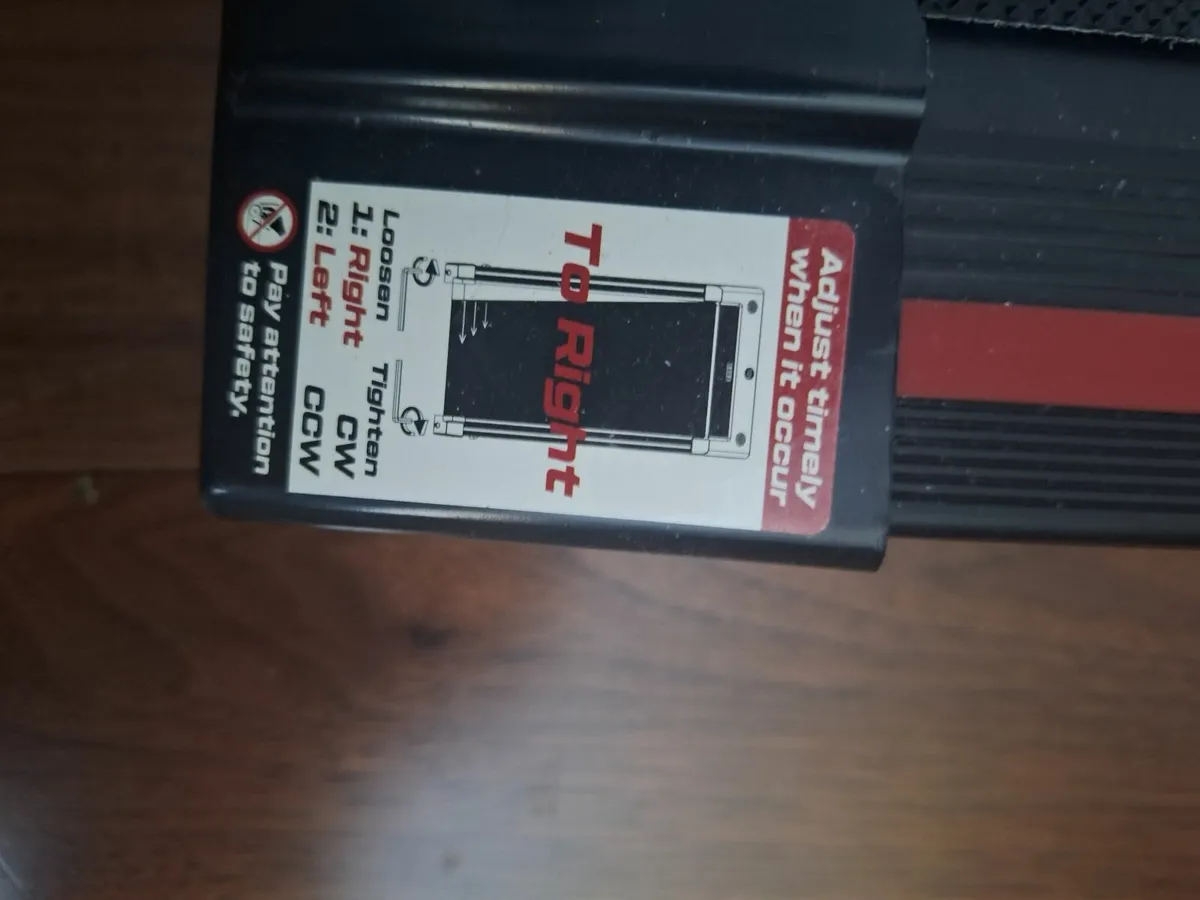 Adjust timely
when it occur
To Right
Loosen Tighten
1: Right CW
2: Left CCW
Pay attention
to safety.